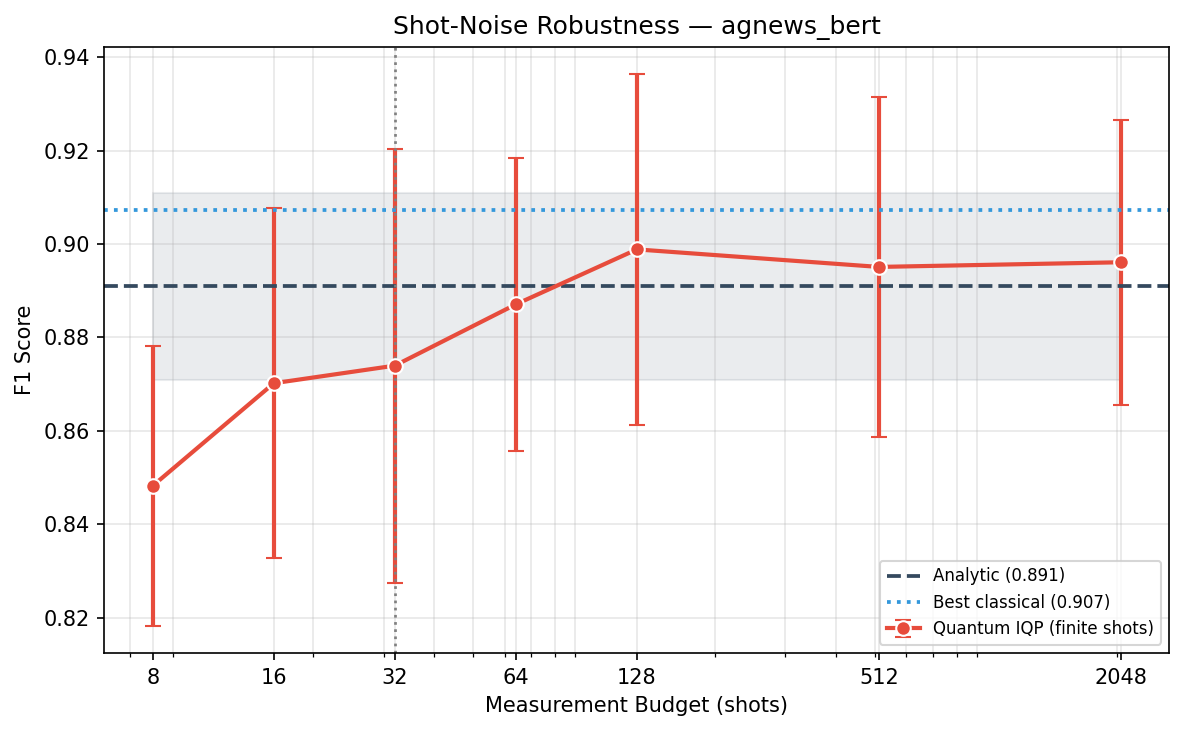 Shot-Noise Robustness — agnews_bert
0.94
0.92
0.90
0.88
0.86
0.84
0.82
F1 Score
8
16
32
64
128
512
2048
Measurement Budget (shots)
Analytic (0.891)
Best classical (0.907)
Quantum IQP (finite shots)